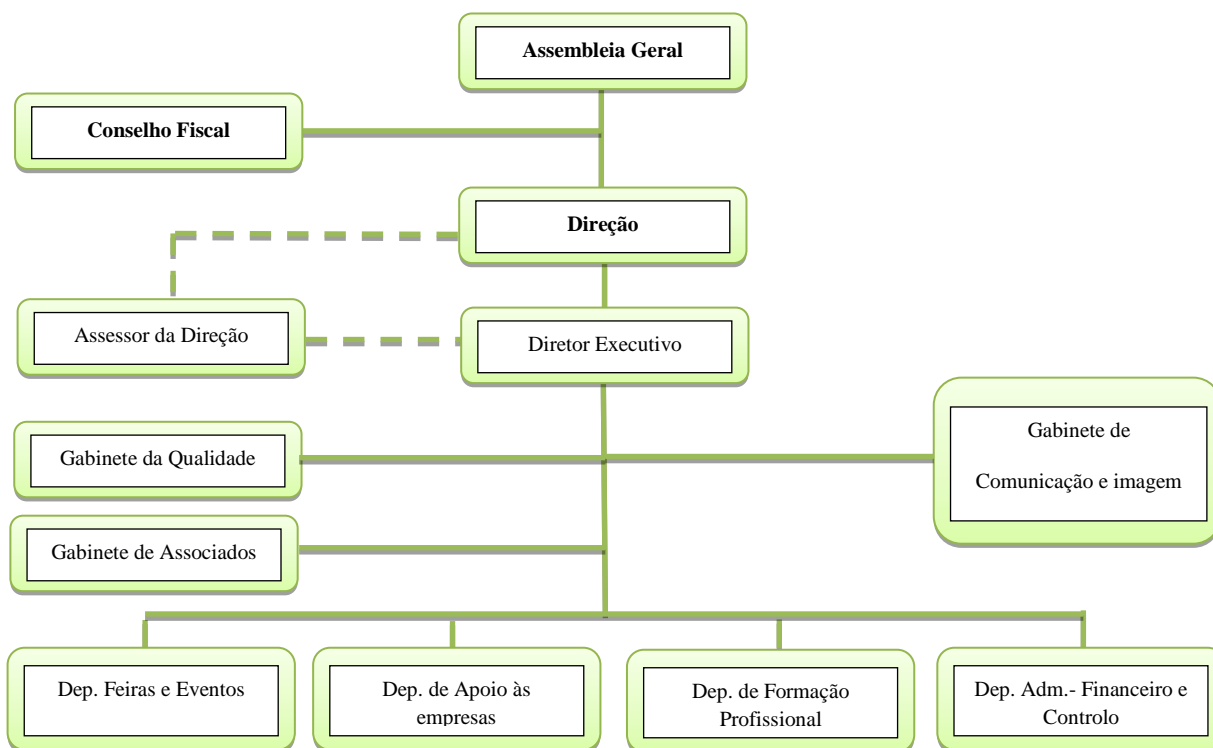 Assembleia Geral
Conselho Fiscal
Direção
Assessor da Direção
Diretor Executivo
Gabinete da Qualidade
Gabinete de
Comunicação e imagem
Gabinete de Associados
Dep. Feiras e Eventos
Dep. de Apoio às
empresas
Dep. de Formação
Profissional
Dep. Adm.- Financeiro e
Controlo